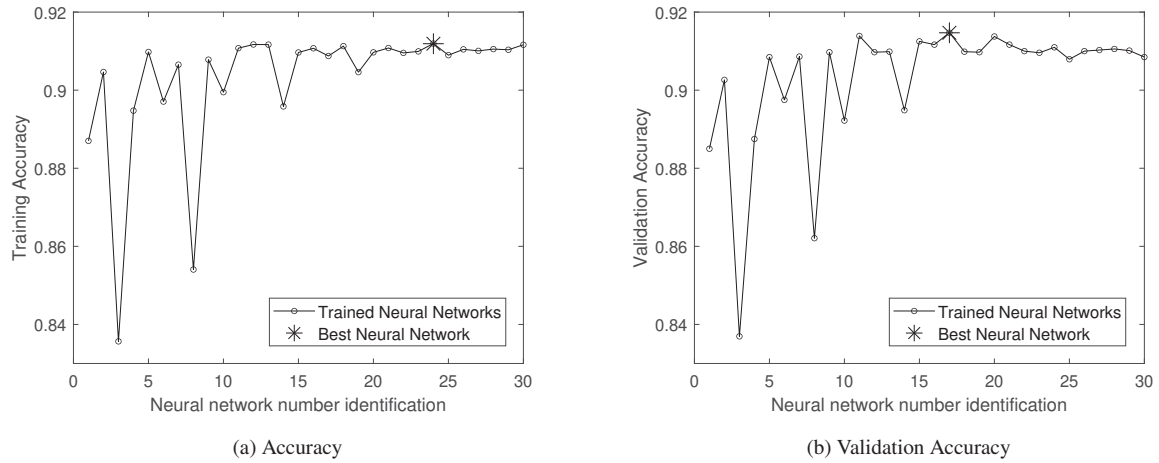 0.92
0.9
0.88
0.86
0.84
Training Accuracy
0 5 10 15 20 25 30
Neural network number identification
Trained Neural Networks
Best Neural Network
(a) Accuracy
0.92
0.9
0.88
0.86
0.84
Validation Accuracy
0 5 10 15 20 25 30
Neural network number identification
Trained Neural Networks
Best Neural Network
(b) Validation Accuracy